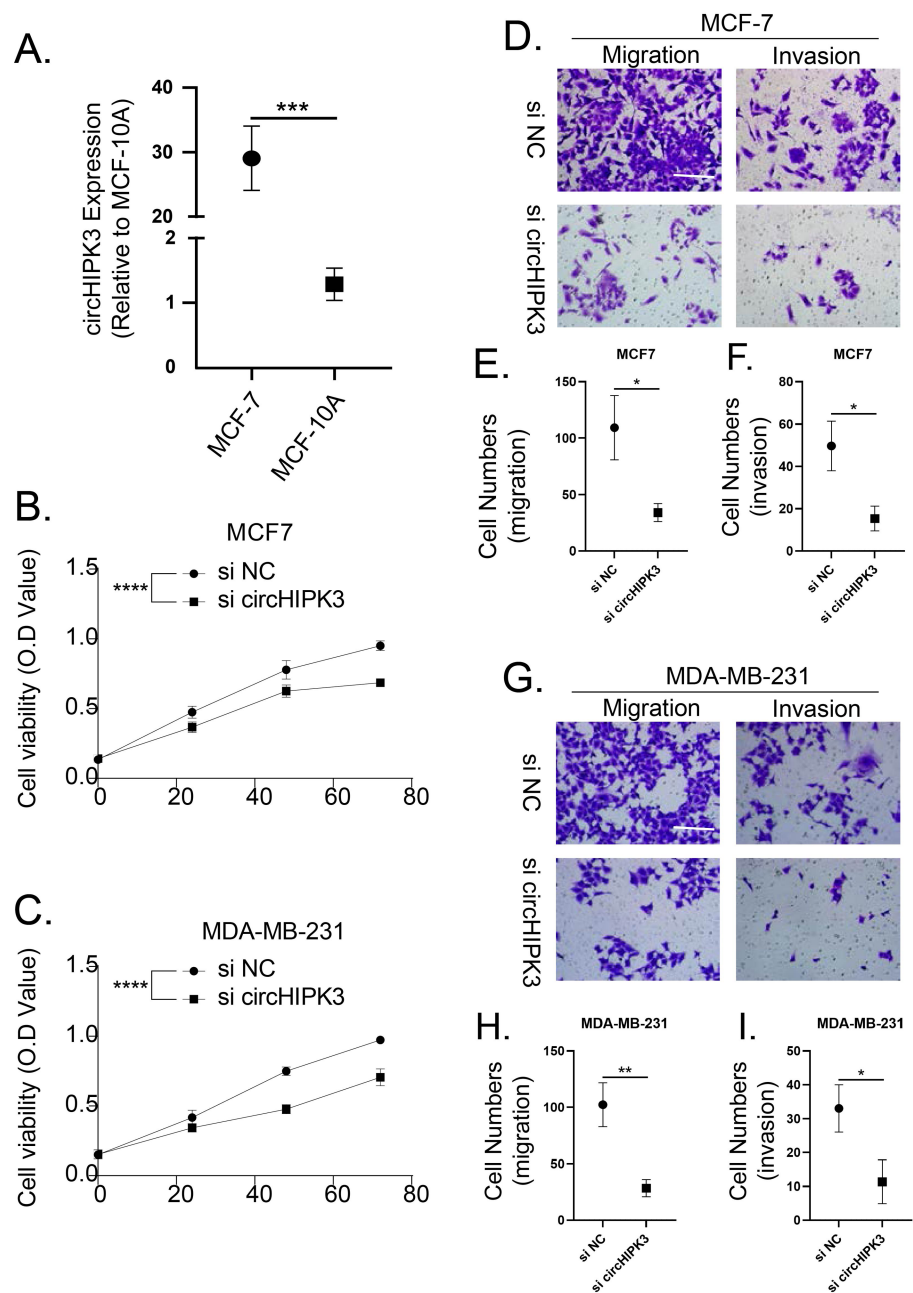 A.
circHIPK3 Expression
(Relative to MCF-10A)
40
30
20
2
1
0
***
MCF-7
MCF-10A
B.
MCF7
Cell viability (O.D Value)
1.5
1.0
0.5
0.0
****
si NC
si circHIPK3
0
20
40
60
80
C.
MDA-MB-231
Cell viability (O.D Value)
1.5
1.0
0.5
0.0
****
si NC
si circHIPK3
0
20
40
60
80
D.
MCF-7
Migration
Invasion
si NC
si circHIPK3
E.
MCF7
Cell Numbers
(migration)
150
100
50
0
*
si NC
si circHIPK3
F.
MCF7
Cell Numbers
(invasion)
80
60
40
20
0
*
si NC
si circHIPK3
G.
MDA-MB-231
Migration
Invasion
si NC
si circHIPK3
H.
MDA-MB-231
Cell Numbers
(migration)
150
100
50
0
**
si NC
si circHIPK3
I.
MDA-MB-231
Cell Numbers
(invasion)
50
40
30
20
10
0
*
si NC
si circHIPK3